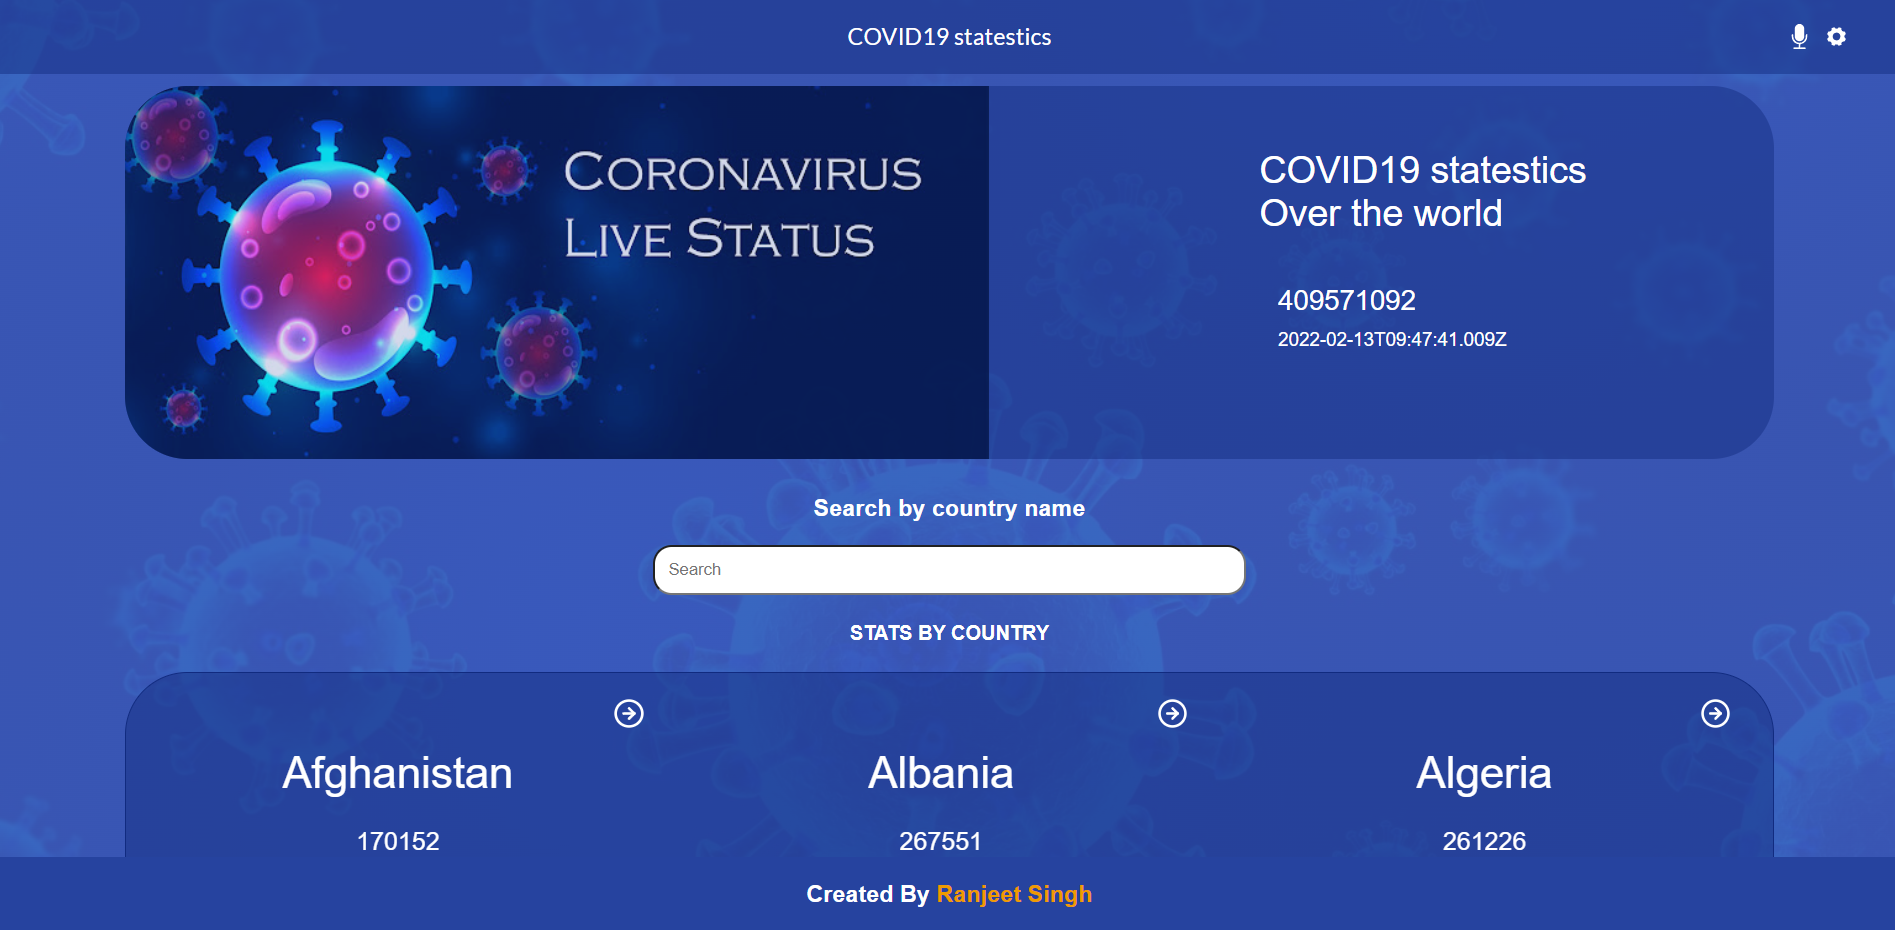 COVID19 statestics
CORONAVIRUS
LIVE STATUS
COVID19 statestics
Over the world
409571092
2022-02-13T09:47:41.009Z
Search by country name
Search
STATS BY COUNTRY
Afghanistan
170152
Albania
267551
Algeria
261226
Created By Ranjeet Singh